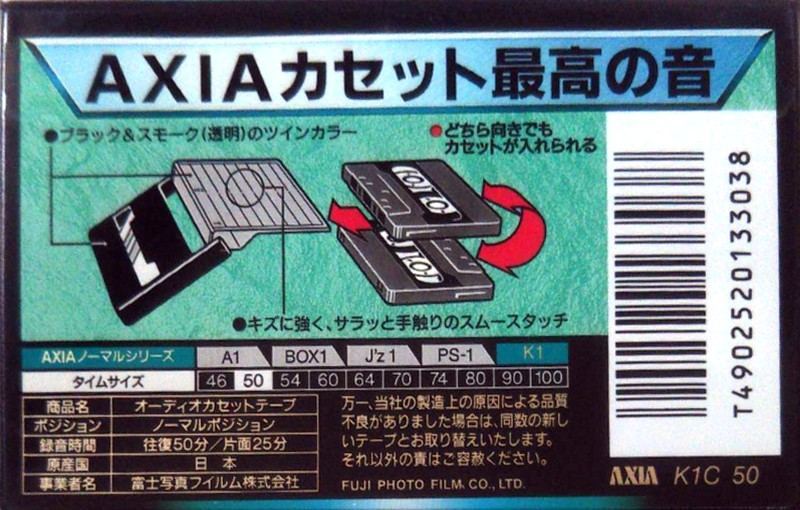 AXIAカセット最高の音
●ブラック&スモーク(透明)のツインカラー
●どちら向きでも
カセットが入れられる
●キズに強く、サラッと手触りのスムースタッチ
AXIAノーマルシリーズ A1 BOX1 J'z1 PS-1 K1
タイムサイズ 46 50 54 60 64 70 74 80 90 100
商品名 オーディオカセットテープ
ポジション ノーマルポジション
録音時間 往復50分/片面25分
原産国 日本
事業者名 富士写真フイルム株式会社
万一、当社の製造上の原因による品質
不良がありました場合は、同数の新し
いテープとお取り替えいたします。
それ以外の責はご容赦ください。
FUJI PHOTO FILM CO., LTD.
T4902520133038
AXIA K1C 50